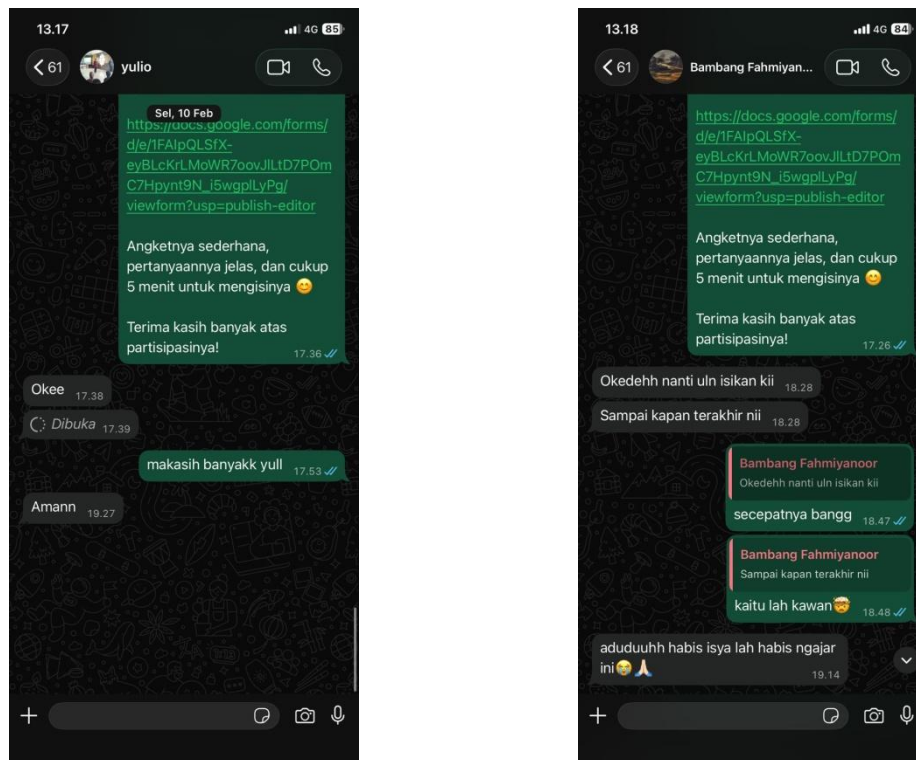 13.17
4G 85
61
yulio
Sel, 10 Feb
https://docs.google.com/forms/
d/e/1FAIpQLSfX-
eyBLcKrLMoWR7oovJlLtD7POm
C7Hpynt9N_i5wgplLyPg/
viewform?usp=publish-editor
Angketnya sederhana,
pertanyaannya jelas, dan cukup
5 menit untuk mengisinya 😊
Terima kasih banyak atas
partisipasinya!
17.36
Okee 17.38
Dibuka 17.39
makasih banyakk yull 17.53
Amann 19.27
13.18
4G 84
61
Bambang Fahmiyan...
https://docs.google.com/forms/
d/e/1FAIpQLSfX-
eyBLcKrLMoWR7oovJlLtD7POm
C7Hpynt9N_i5wgplLyPg/
viewform?usp=publish-editor
Angketnya sederhana,
pertanyaannya jelas, dan cukup
5 menit untuk mengisinya 😊
Terima kasih banyak atas
partisipasinya!
17.26
Okedehh nanti uln isikan kii 18.28
Sampai kapan terakhir nii 18.28
Bambang Fahmiyanoor
Okedehh nanti uln isikan kii
secepatnya bangg 18.47
Bambang Fahmiyanoor
Sampai kapan terakhir nii
kaitu lah kawan🤯 18.48
aduduuhh habis isya lah habis ngajar
ini😭🙏🏻 19.14